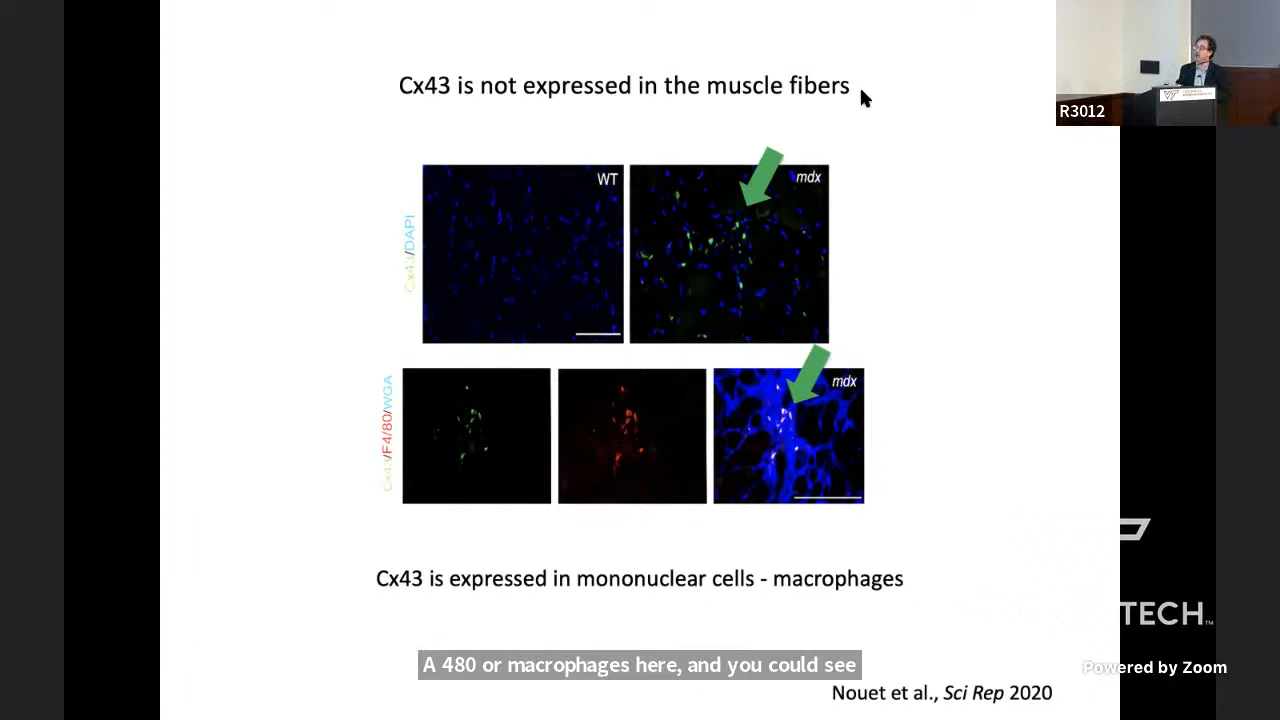 Cx43 is not expressed in the muscle fibers
R3012
WT
mdx
Cx43/DAPI
mdx
Cx43/F4/80/WGA
Cx43 is expressed in mononuclear cells - macrophages
TECH™
A 480 or macrophages here, and you could see
Powered by Zoom
Nouet et al., Sci Rep 2020